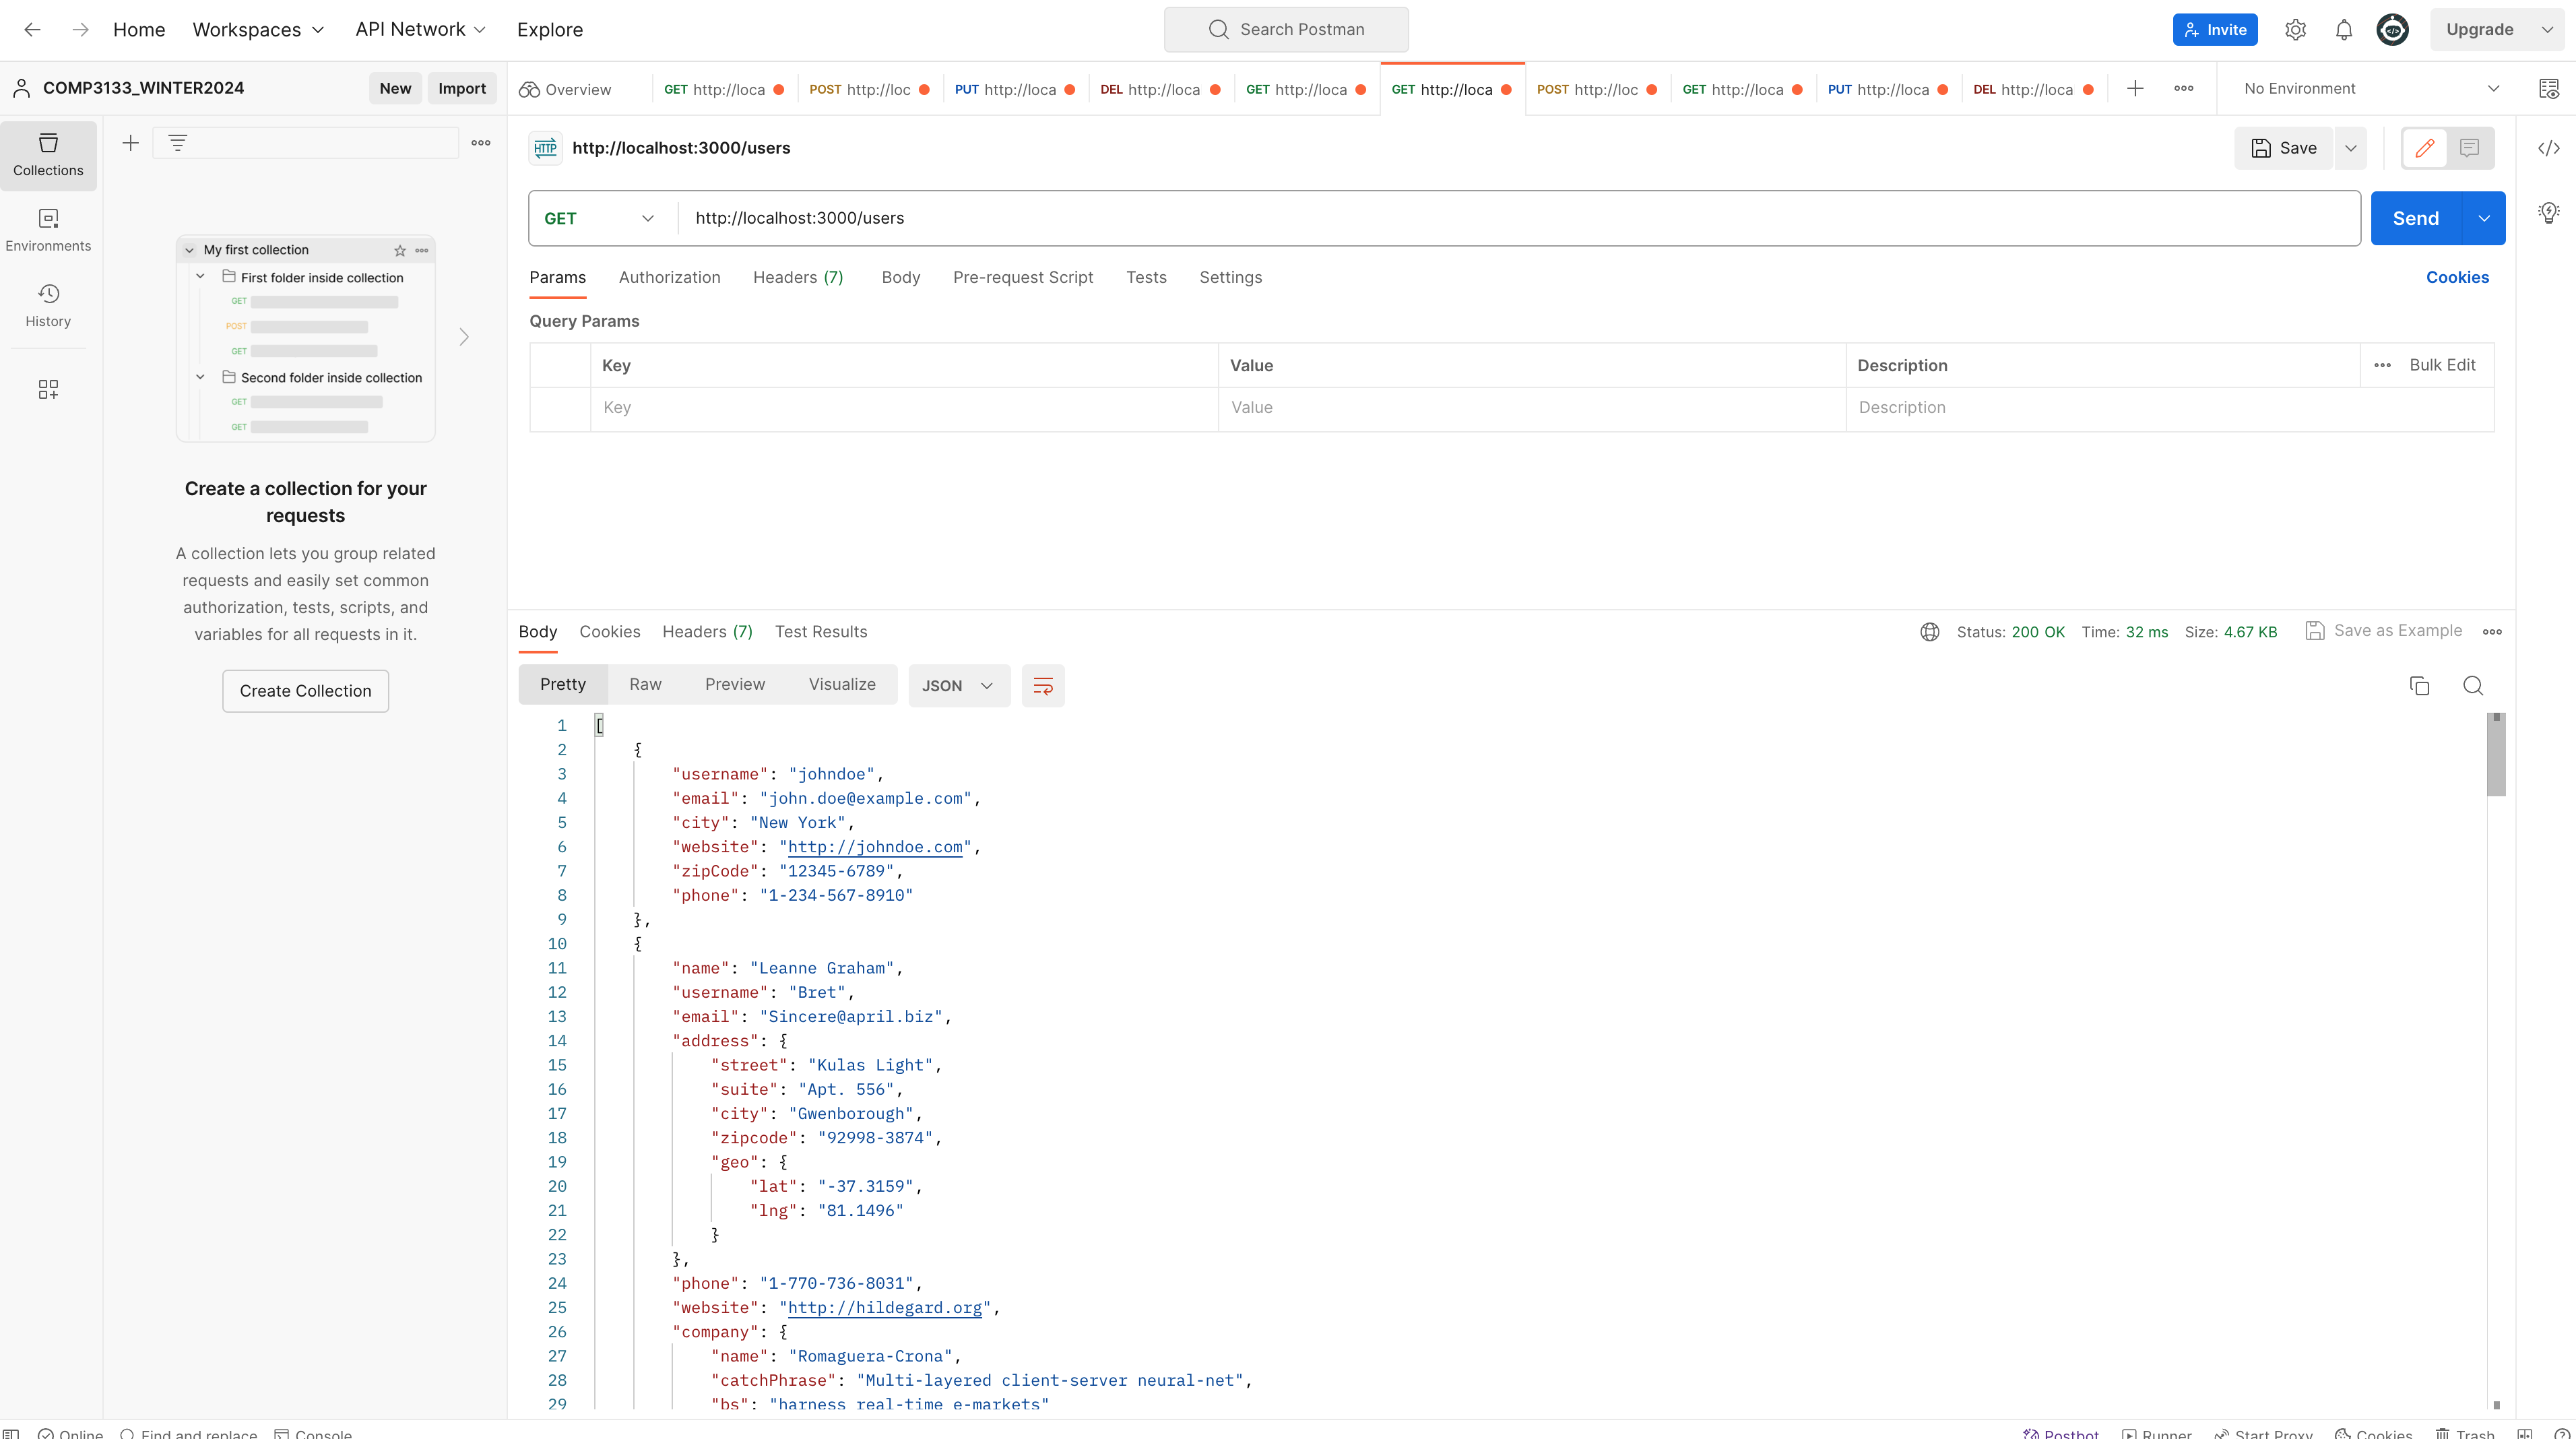 Home Workspaces API Network Explore Search Postman Invite Upgrade
COMP3133_WINTER2024 New Import Overview GET http://loca POST http://loc PUT http://loca DEL http://loca GET http://loca GET http://loca POST http://loc GET http://loca PUT http://loca DEL http://loca No Environment
Collections
Environments
History
My first collection
First folder inside collection
GET
POST
GET
Second folder inside collection
GET
GET
Create a collection for your
requests
A collection lets you group related
requests and easily set common
authorization, tests, scripts, and
variables for all requests in it.
Create Collection
HTTP http://localhost:3000/users Save
GET http://localhost:3000/users Send
Params Authorization Headers (7) Body Pre-request Script Tests Settings Cookies
Query Params
Key Value Description Bulk Edit
Key Value Description
Body Cookies Headers (7) Test Results Status: 200 OK Time: 32 ms Size: 4.67 KB Save as Example
Pretty Raw Preview Visualize JSON
1 [
2 {
3 "username": "johndoe",
4 "email": "john.doe@example.com",
5 "city": "New York",
6 "website": "http://johndoe.com",
7 "zipCode": "12345-6789",
8 "phone": "1-234-567-8910"
9 },
10 {
11 "name": "Leanne Graham",
12 "username": "Bret",
13 "email": "Sincere@april.biz",
14 "address": {
15 "street": "Kulas Light",
16 "suite": "Apt. 556",
17 "city": "Gwenborough",
18 "zipcode": "92998-3874",
19 "geo": {
20 "lat": "-37.3159",
21 "lng": "81.1496"
22 }
23 },
24 "phone": "1-770-736-8031",
25 "website": "http://hildegard.org",
26 "company": {
27 "name": "Romaguera-Crona",
28 "catchPhrase": "Multi-layered client-server neural-net",
29 "bs": "harness real-time e-markets"
Online Find and replace Console Postbot Runner Start Proxy Cookies Trash